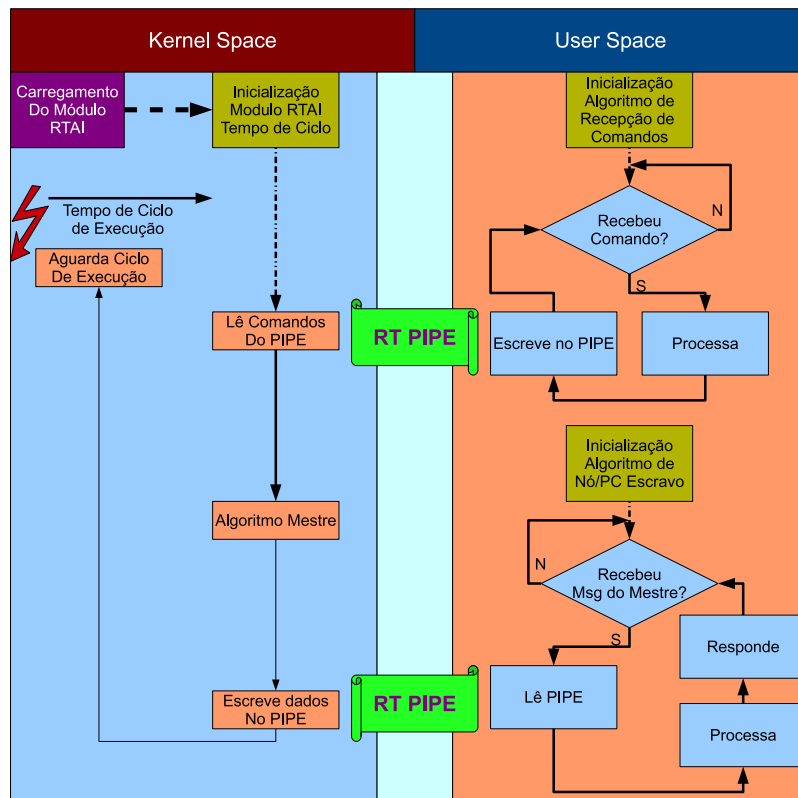 Kernel Space
User Space
Carregamento
Do Módulo
RTAI
Inicialização
Modulo RTAI
Tempo de Ciclo
Tempo de Ciclo
de Execução
Aguarda Ciclo
De Execução
Lê Comandos
Do PIPE
Algoritmo Mestre
Escreve dados
No PIPE
RT PIPE
RT PIPE
Inicialização
Algoritmo de
Recepção de
Comandos
Recebeu
Comando?
N
S
Escreve no PIPE
Processa
Inicialização
Algoritmo de
Nó/PC Escravo
Recebeu
Msg do Mestre?
N
S
Lê PIPE
Responde
Processa